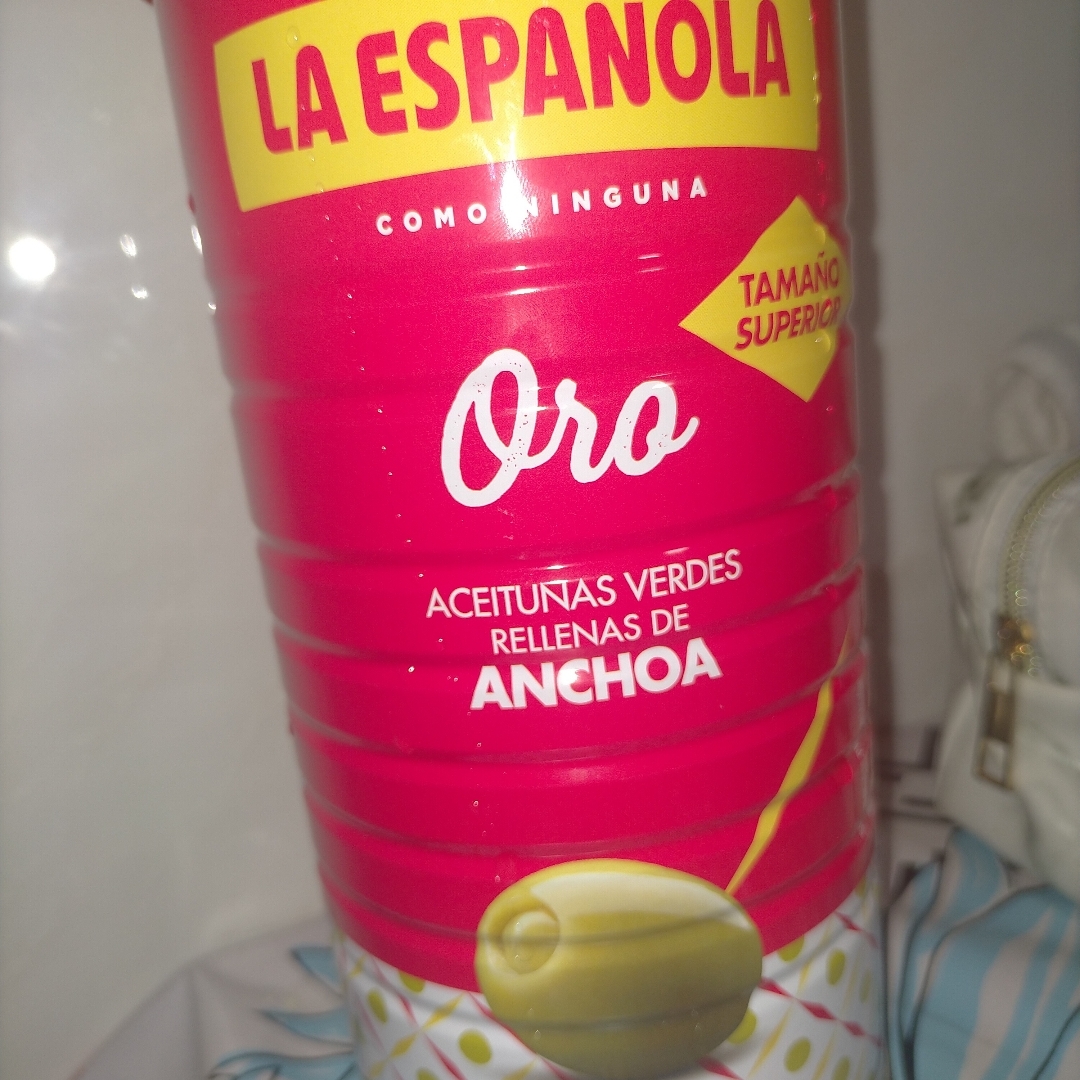 LA ESPAÑOLA
COMO NINGUNA
TAMAÑO
SUPERIOR
Oro
ACEITUNAS VERDES
RELLENAS DE
ANCHOA